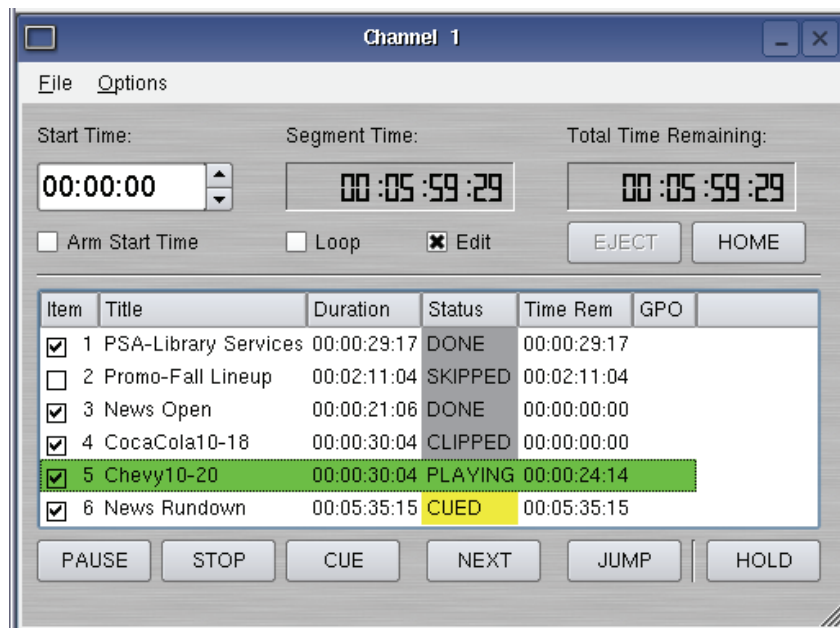 Channel 1
File Options
Start Time: Segment Time: Total Time Remaining:
00:00:00 00:05:59:29 00:05:59:29
Arm Start Time Loop Edit EJECT HOME
Item Title Duration Status Time Rem GPO
1 PSA-Library Services 00:00:29:17 DONE 00:00:29:17
2 Promo-Fall Lineup 00:02:11:04 SKIPPED 00:02:11:04
3 News Open 00:00:21:06 DONE 00:00:00:00
4 CocaCola10-18 00:00:30:04 CLIPPED 00:00:00:00
5 Chevy10-20 00:00:30:04 PLAYING 00:00:24:14
6 News Rundown 00:05:35:15 CUED 00:05:35:15
PAUSE STOP CUE NEXT JUMP HOLD